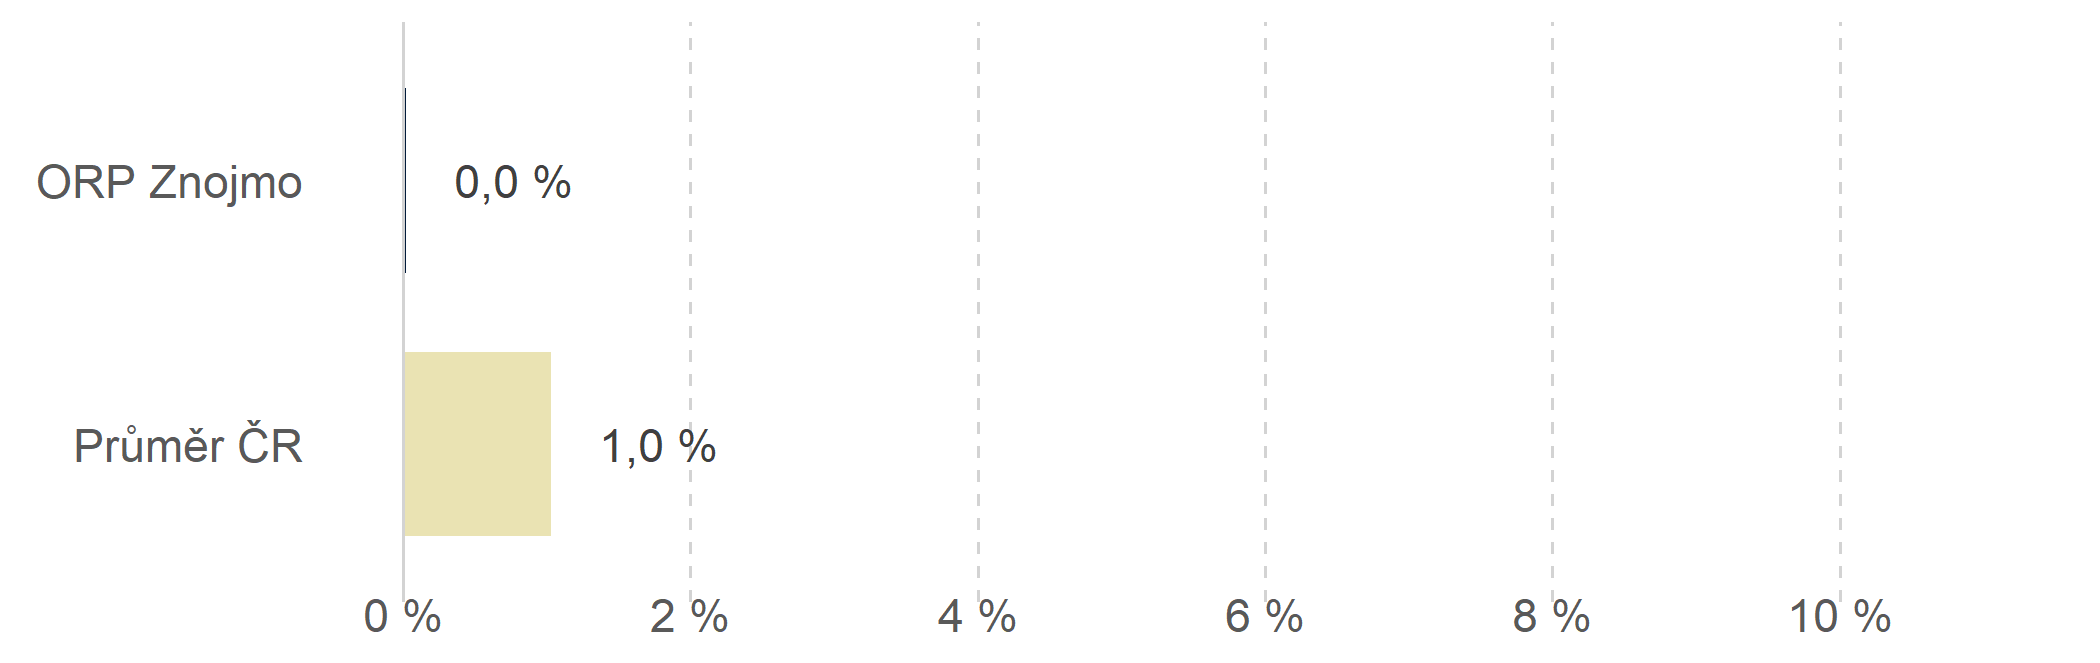 ORP Znojmo 0,0 %
Průměr ČR 1,0 %
0 % 2 % 4 % 6 % 8 % 10 %